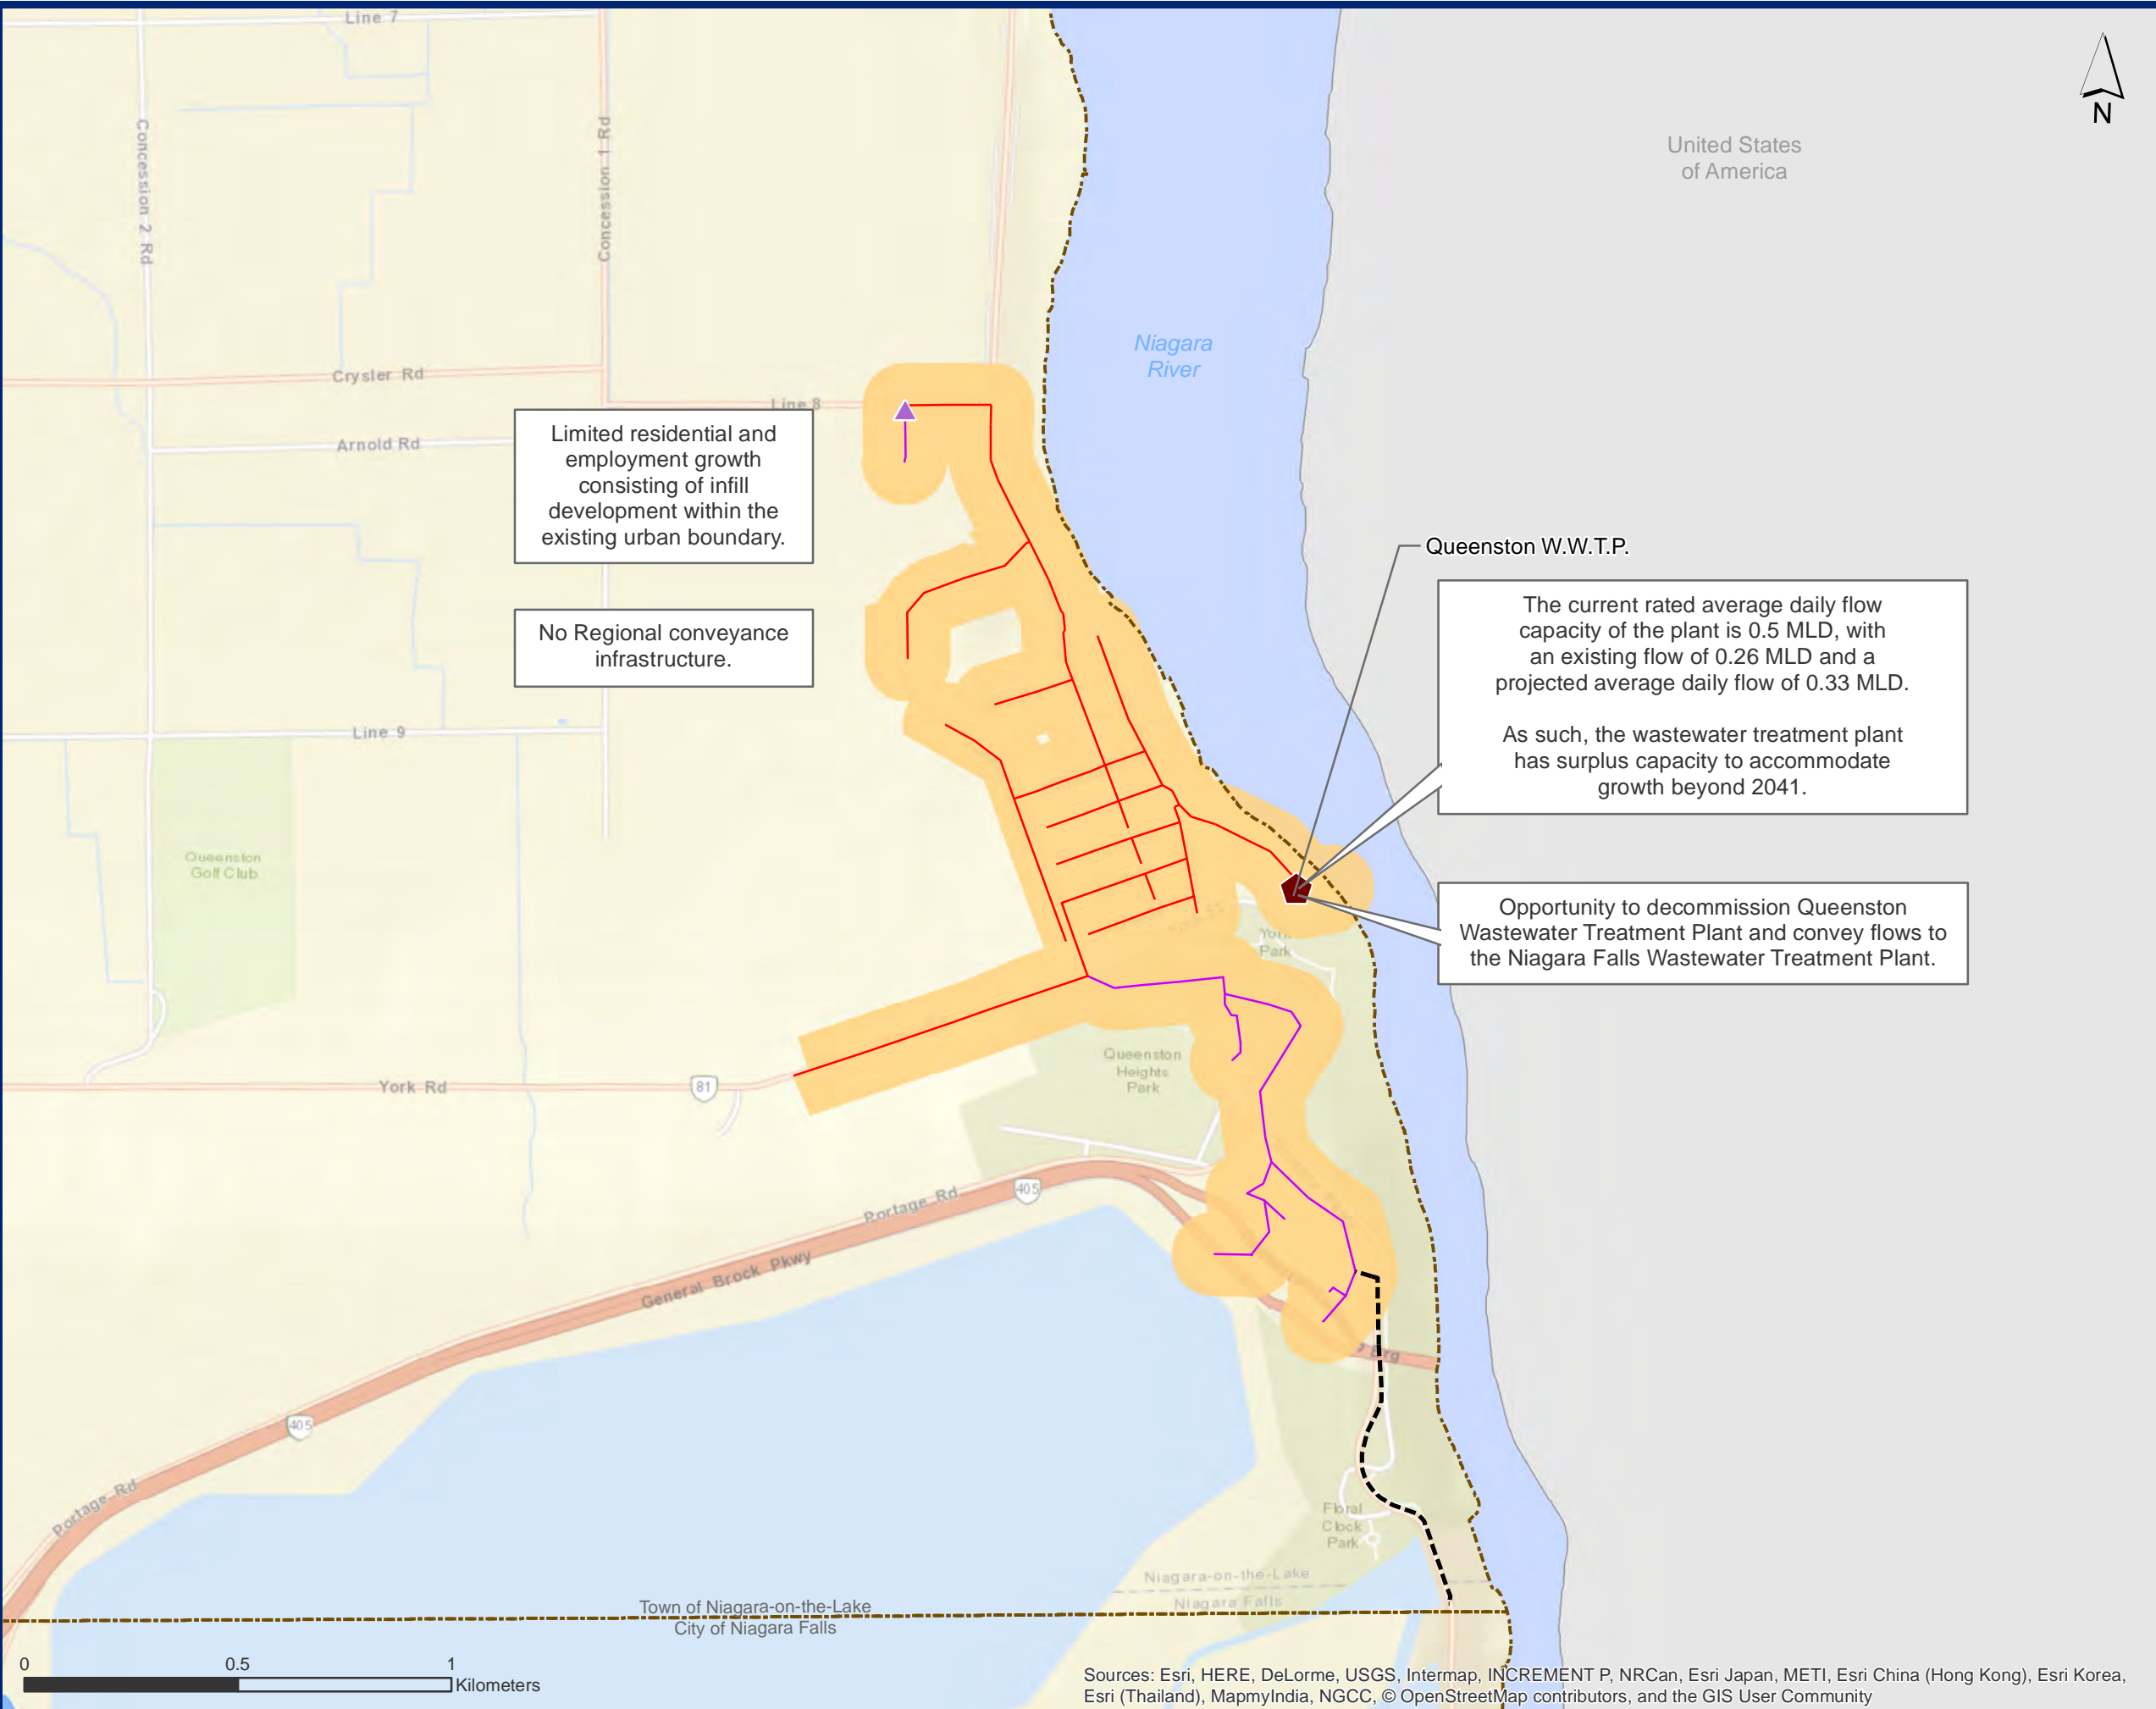 Line 7
N
Concession 2 Rd
Concession 1 Rd
United States
of America
Niagara
River
Crysler Rd
Line 8
Arnold Rd
Limited residential and
employment growth
consisting of infill
development within the
existing urban boundary.
No Regional conveyance
infrastructure.
Queenston W.W.T.P.
The current rated average daily flow
capacity of the plant is 0.5 MLD, with
an existing flow of 0.26 MLD and a
projected average daily flow of 0.33 MLD.
As such, the wastewater treatment plant
has surplus capacity to accommodate
growth beyond 2041.
Line 9
Queenston
Golf Club
Opportunity to decommission Queenston
Wastewater Treatment Plant and convey flows to
the Niagara Falls Wastewater Treatment Plant.
York St
York
Park
Queenston
Heights
Park
York Rd
81
405
Portage Rd
General Brock Pkwy
405
Portage Rd
Floral
Clock
Park
Niagara-on-the-Lake
Niagara Falls
Town of Niagara-on-the-Lake
City of Niagara Falls
0 0.5 1
Kilometers
Sources: Esri, HERE, DeLorme, USGS, Intermap, INCREMENT P, NRCan, Esri Japan, METI, Esri China (Hong Kong), Esri Korea,
Esri (Thailand), MapmyIndia, NGCC, © OpenStreetMap contributors, and the GIS User Community